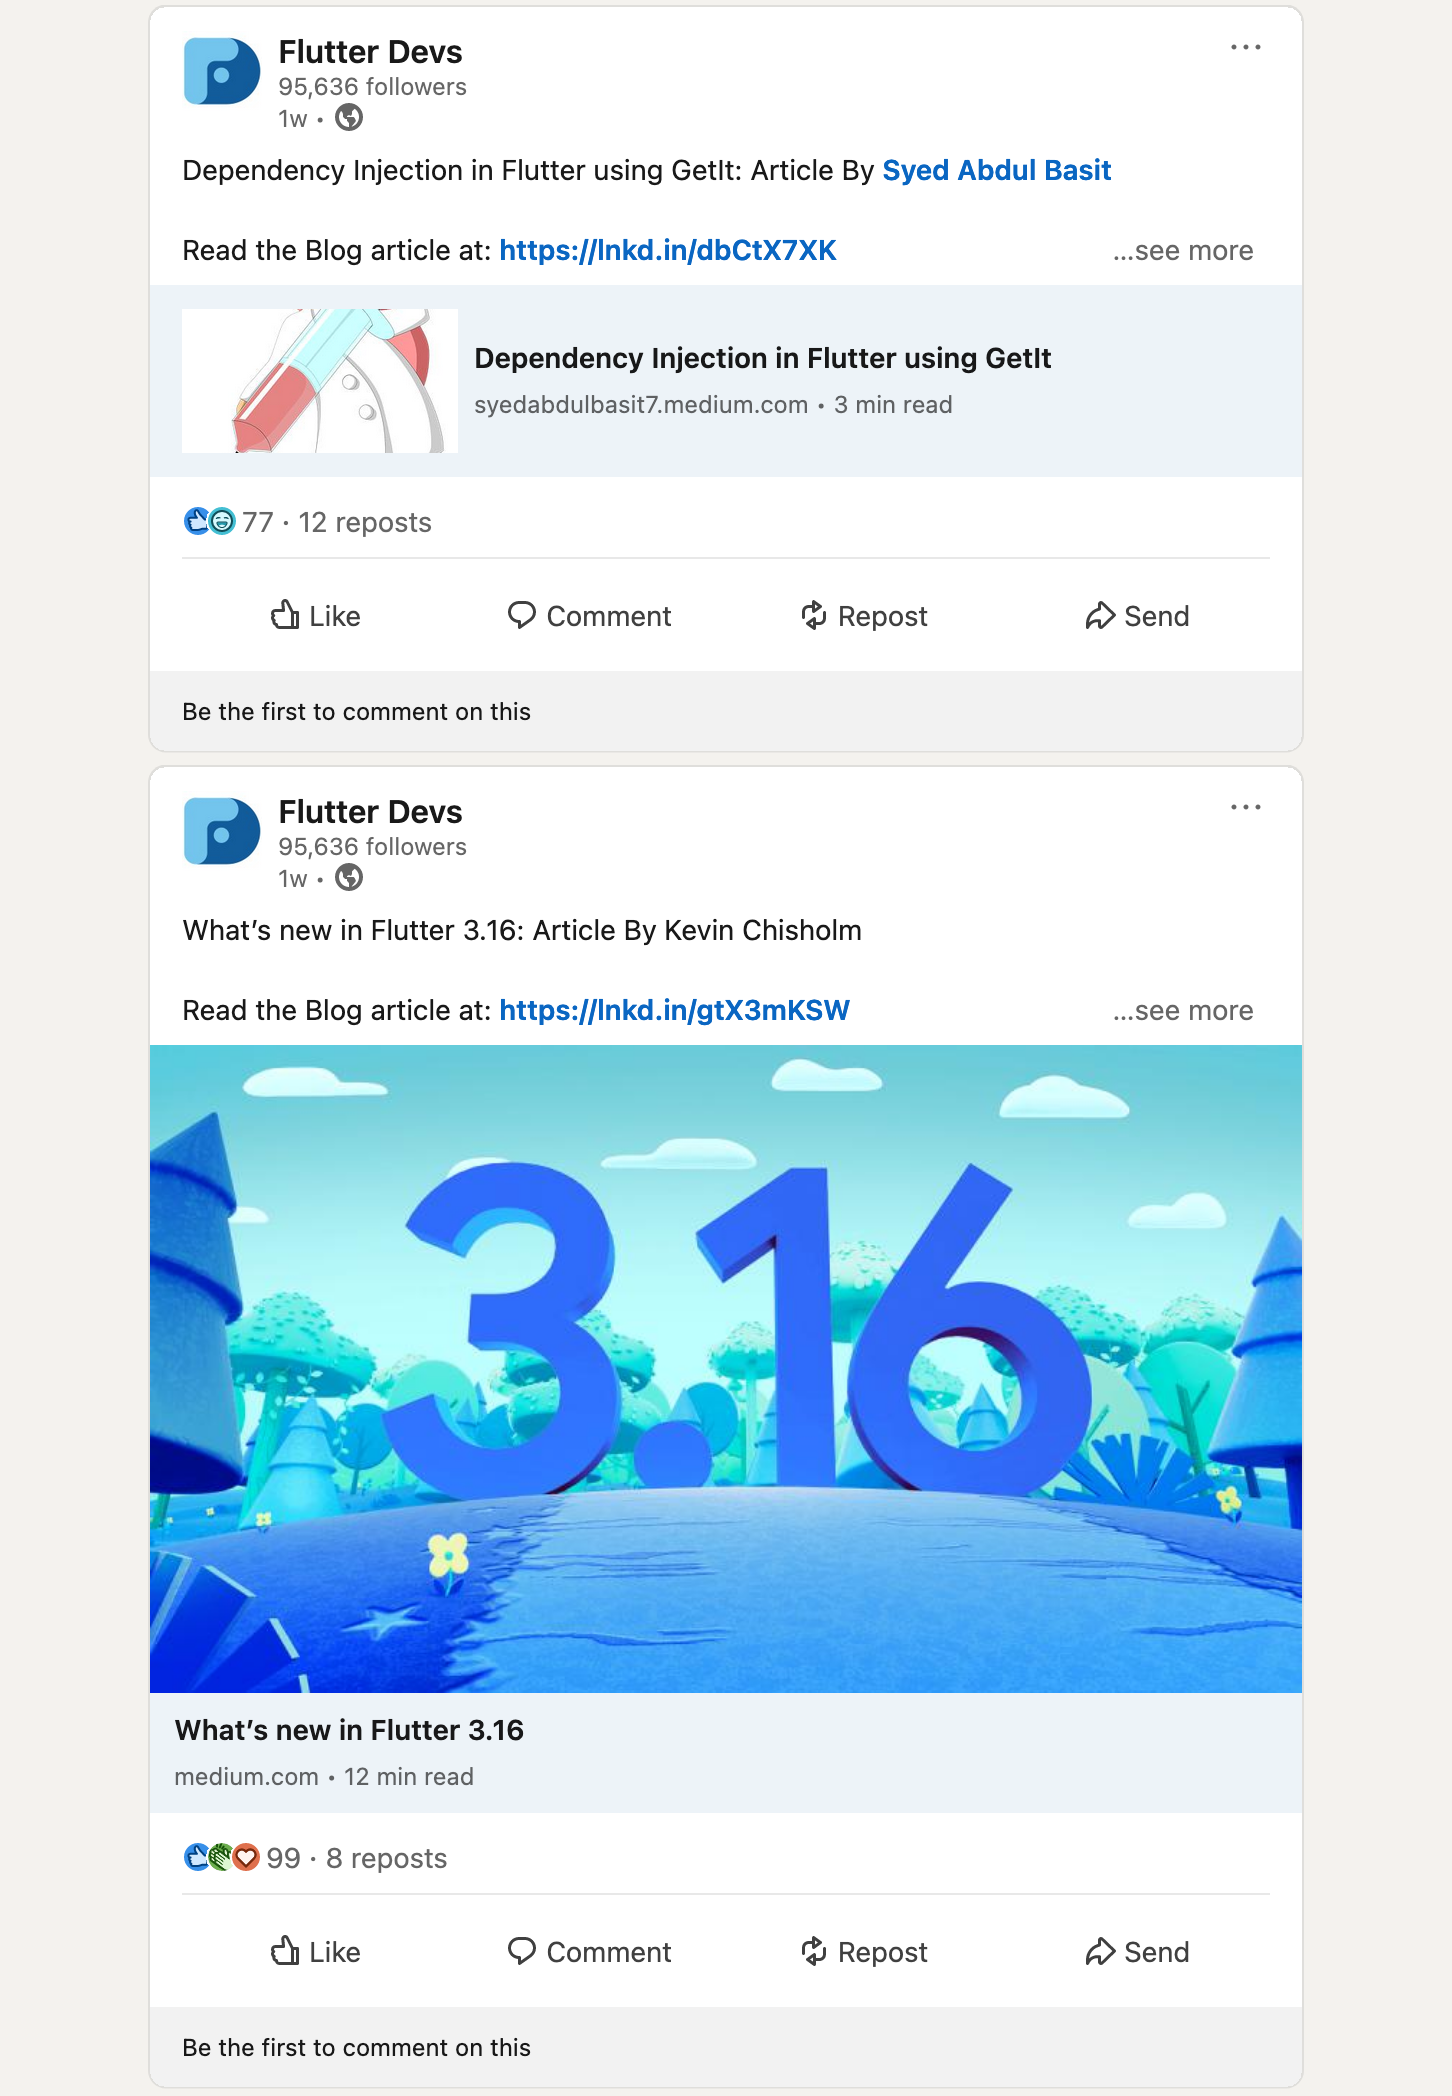 Flutter Devs
95,636 followers
1w •
Dependency Injection in Flutter using GetIt: Article By Syed Abdul Basit
Read the Blog article at: https://lnkd.in/dbCtX7XK ...see more
Dependency Injection in Flutter using GetIt
syedabdulbasit7.medium.com • 3 min read
77 · 12 reposts
Like Comment Repost Send
Be the first to comment on this
Flutter Devs
95,636 followers
1w •
What's new in Flutter 3.16: Article By Kevin Chisholm
Read the Blog article at: https://lnkd.in/gtX3mKSW ...see more
3.16
What's new in Flutter 3.16
medium.com • 12 min read
99 · 8 reposts
Like Comment Repost Send
Be the first to comment on this